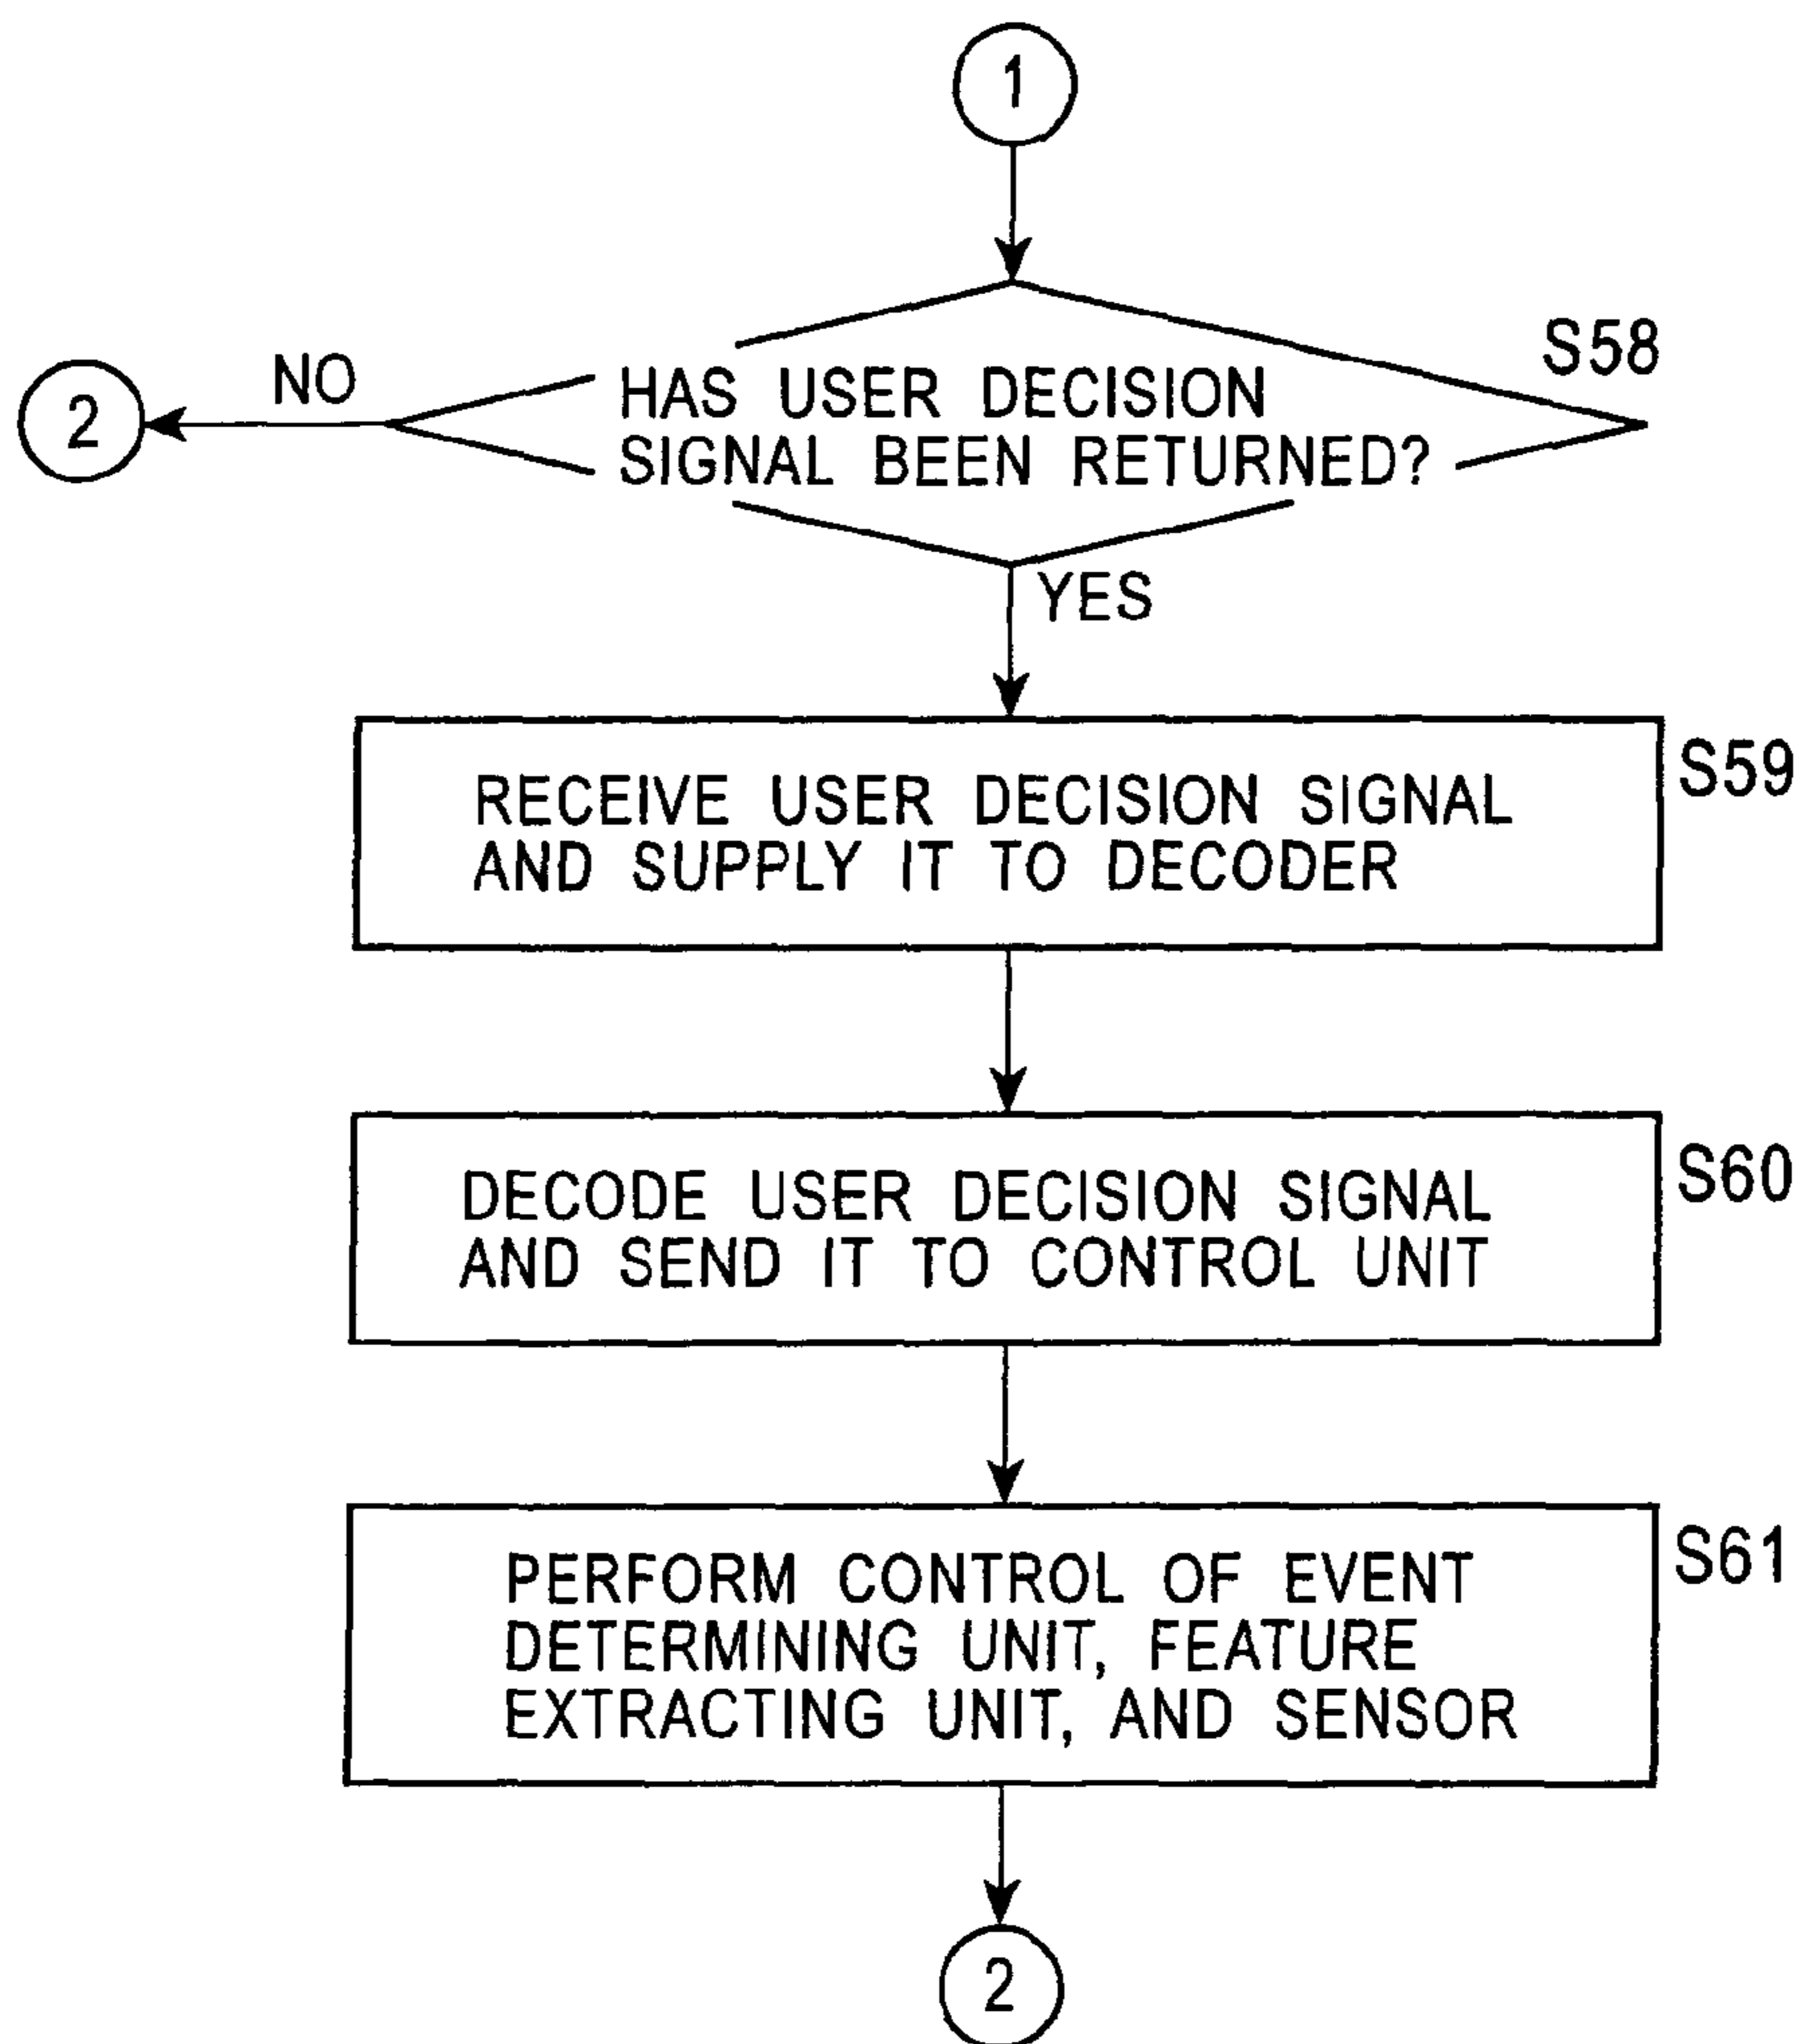 1
S58
HAS USER DECISION
SIGNAL BEEN RETURNED?
NO
2
YES
RECEIVE USER DECISION SIGNAL
AND SUPPLY IT TO DECODER
S59
DECODE USER DECISION SIGNAL
AND SEND IT TO CONTROL UNIT
S60
PERFORM CONTROL OF EVENT
DETERMINING UNIT, FEATURE
EXTRACTING UNIT, AND SENSOR
S61
2